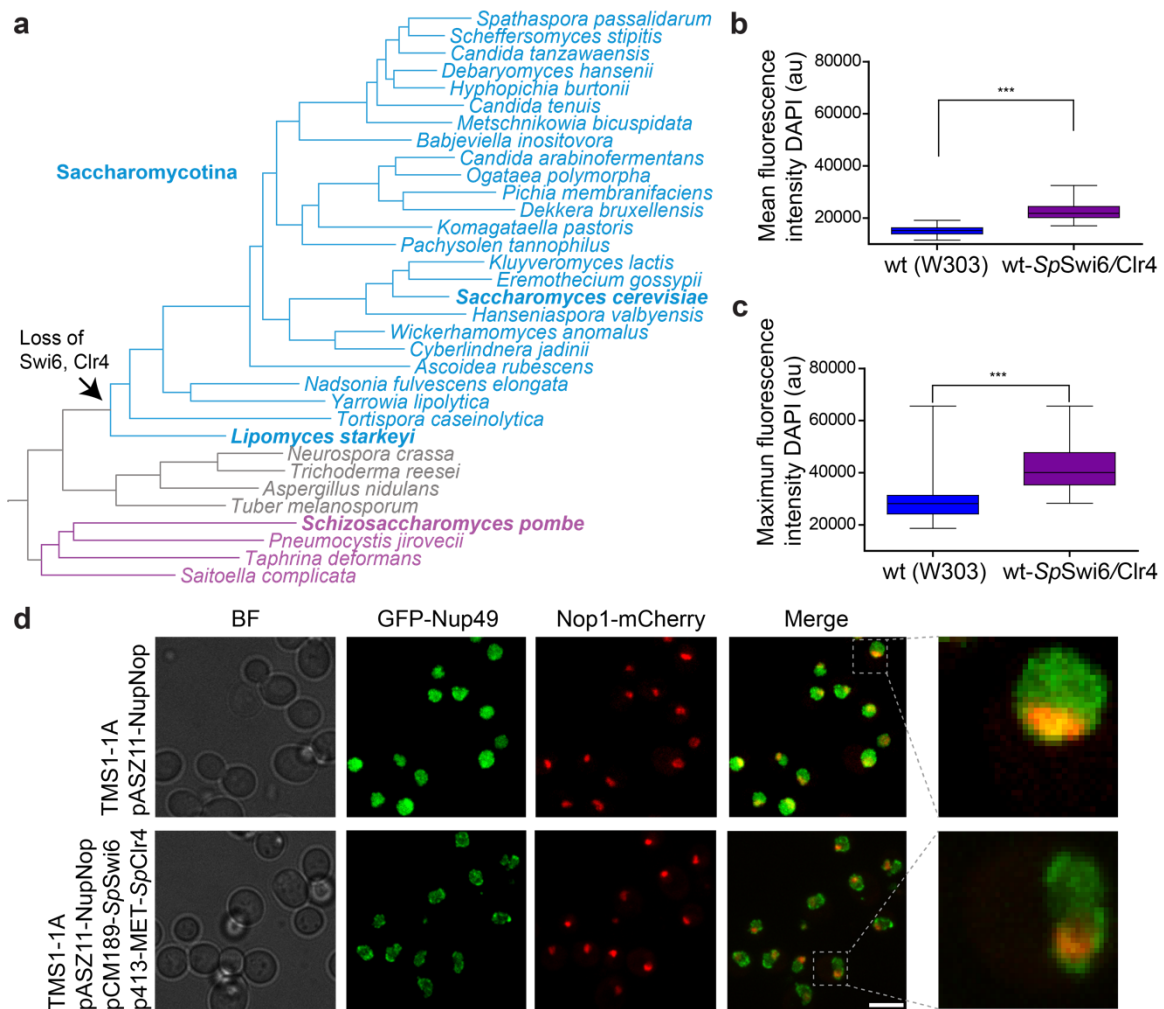 a
Spathaspora passalidarum
Scheffersomyces stipitis
Candida tanzawaensis
Debaryomyces hansenii
Hyphopichia burtonii
Candida tenuis
Metschnikowia bicuspidata
Babjeviella inositovora
Saccharomycotina
Candida arabinofermentans
Ogataea polymorpha
Pichia membranifaciens
Dekkera bruxellensis
Komagataella pastoris
Pachysolen tannophilus
Kluyveromyces lactis
Eremothecium gossypii
Saccharomyces cerevisiae
Hanseniaspora valbyensis
Wickerhamomyces anomalus
Cyberlindnera jadinii
Ascoidea rubescens
Loss of
Swi6, Clr4
Nadsonia fulvescens elongata
Yarrowia lipolytica
Tortispora caseinolytica
Lipomyces starkeyi
Neurospora crassa
Trichoderma reesei
Aspergillus nidulans
Tuber melanosporum
Schizosaccharomyces pombe
Pneumocystis jirovecii
Taphrina deformans
Saitoella complicata
b
Mean fluorescence
intensity DAPI (au)
80000
60000
40000
20000
***
wt (W303)
wt-SpSwi6/Clr4
c
Maximun fluorescence
intensity DAPI (au)
80000
60000
40000
20000
***
wt (W303)
wt-SpSwi6/Clr4
d
BF
GFP-Nup49
Nop1-mCherry
Merge
TMS1-1A
pASZ11-NupNop
TMS1-1A
pASZ11-NupNop
pCM189-SpSwi6
p413-MET-SpClr4